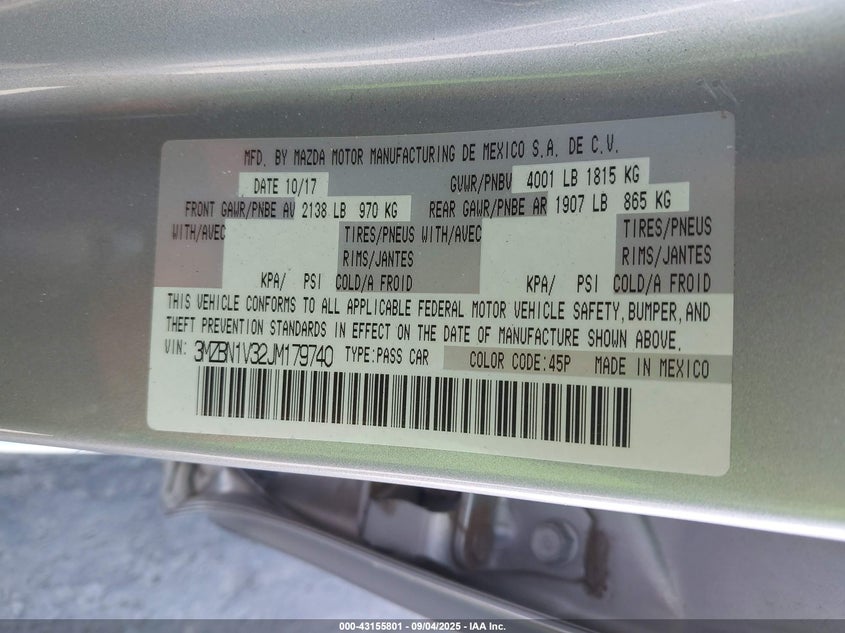 MFD. BY MAZDA MOTOR MANUFACTURING DE MEXICO S.A. DE C.V.
DATE 10/17 GVWR/PNBV 4001 LB 1815 KG
FRONT GAWR/PNBE AV 2138 LB 970 KG REAR GAWR/PNBE AR 1907 LB 865 KG
WITH/AVEC TIRES/PNEUS WITH/AVEC TIRES/PNEUS
RIMS/JANTES RIMS/JANTES
KPA/ PSI COLD/A FROID KPA/ PSI COLD/A FROID
THIS VEHICLE CONFORMS TO ALL APPLICABLE FEDERAL MOTOR VEHICLE SAFETY, BUMPER, AND
THEFT PREVENTION STANDARDS IN EFFECT ON THE DATE OF MANUFACTURE SHOWN ABOVE.
VIN: 3MZBN1V32JM179740 TYPE:PASS CAR COLOR CODE:45P MADE IN MEXICO
000-43155801 - 09/04/2025 - IAA Inc.